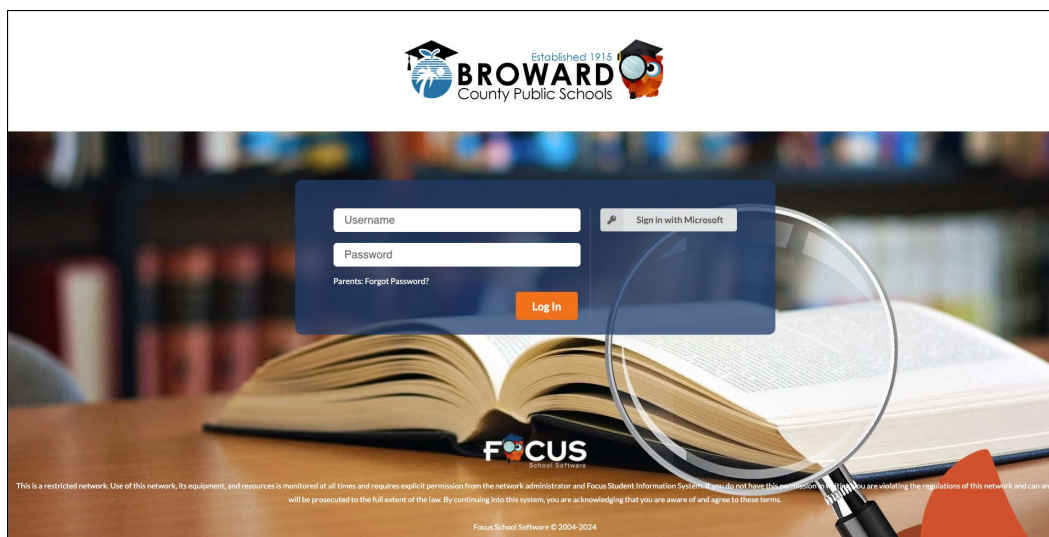 Established 1915
BROWARD
County Public Schools
Username
Password
Parents: Forgot Password?
Log In
Sign in with Microsoft
FOCUS
School Software
This is a restricted network. Use of this network, its equipment, and resources is monitored at all times and requires explicit permission from the network administrator and Focus Student Information System. If you do not have this permission in writing, you are violating the regulations of this network and can an
will be prosecuted to the full extent of the law. By continuing into this system, you are acknowledging that you are aware of and agree to these terms.
Focus School Software © 2004-2024